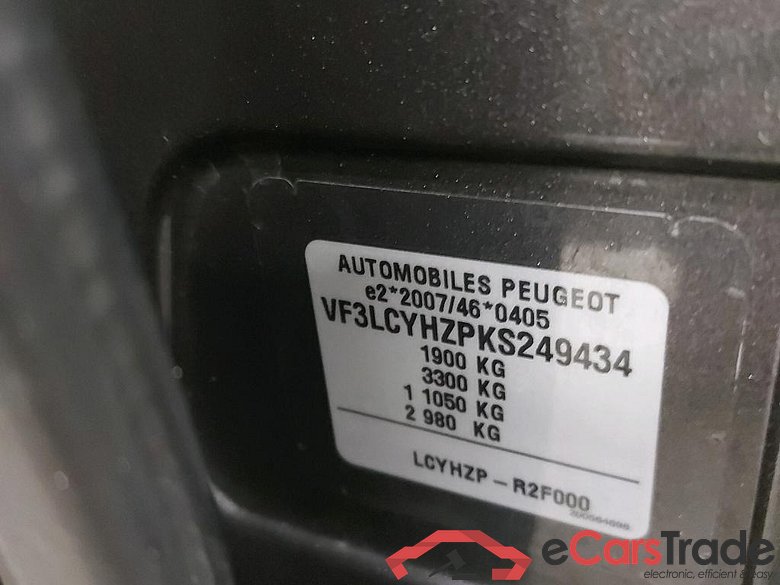 AUTOMOBILES PEUGEOT
e2*2007/46*0405
VF3LCYHZPKS249434
1900 KG
3300 KG
1 1050 KG
2 980 KG
LCYHZP - R2F000
eCarsTrade
electronic, efficient & easy